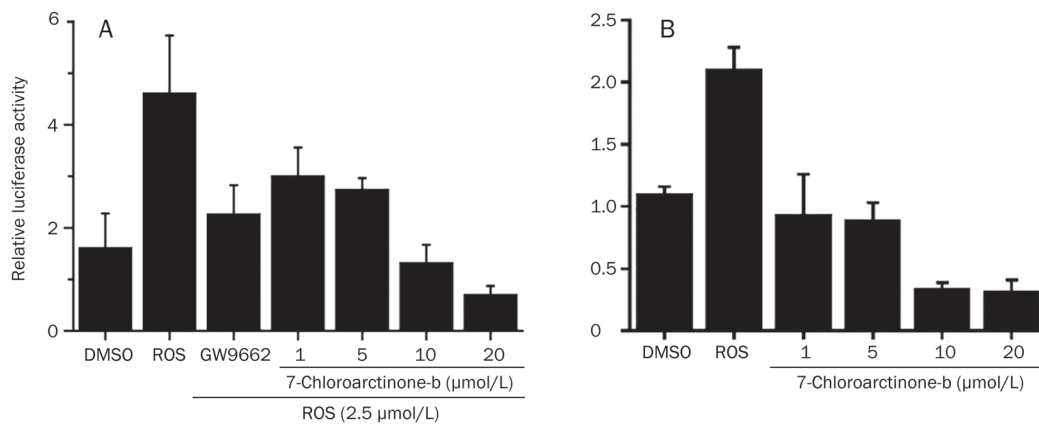 A
Relative luciferase activity
6
4
2
0
DMSO ROS GW9662 1 5 10 20
7-Chloroarctinone-b (μmol/L)
ROS (2.5 μmol/L)
B
2.5
2.0
1.5
1.0
0.5
0
DMSO ROS 1 5 10 20
7-Chloroarctinone-b (μmol/L)